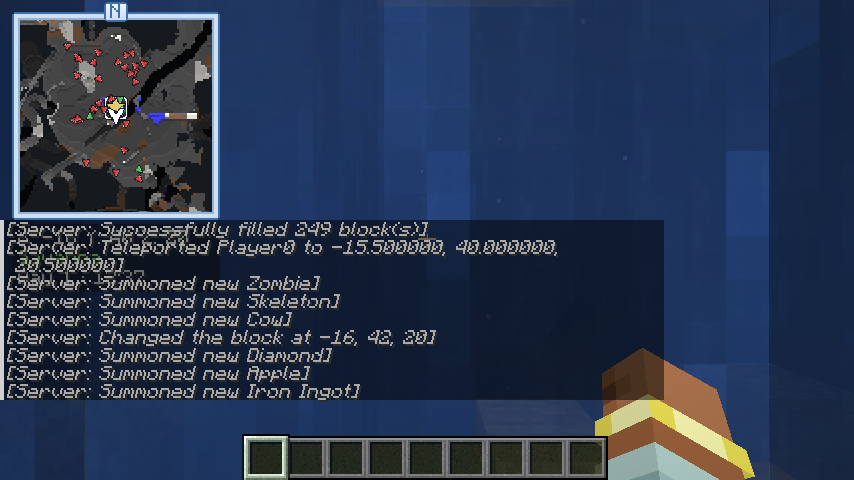 N
[Server: Successfully filled 249 block(s)]
[Server: Teleported Player0 to -15.500000, 40.000000,
20.500000]
[Server: Summoned new Zombie]
[Server: Summoned new Skeleton]
[Server: Summoned new Cow]
[Server: Changed the block at -16, 42, 20]
[Server: Summoned new Diamond]
[Server: Summoned new Apple]
[Server: Summoned new Iron Ingot]